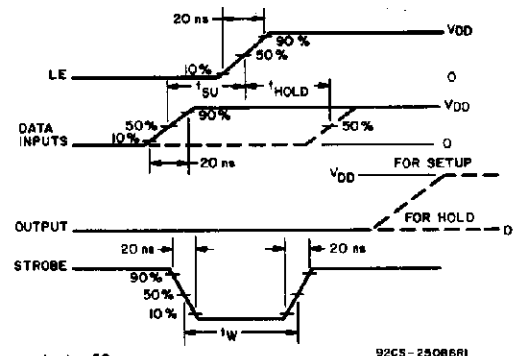 20 ns
VDD
90%
50%
LE
10%
0
tSU
tHOLD
VDD
90%
DATA INPUTS
50%
10%
50%
0
20 ns
VDD
FOR SETUP
FOR HOLD
OUTPUT
0
20 ns
20 ns
STROBE
90%
50%
10%
tW
92CS-25086R1